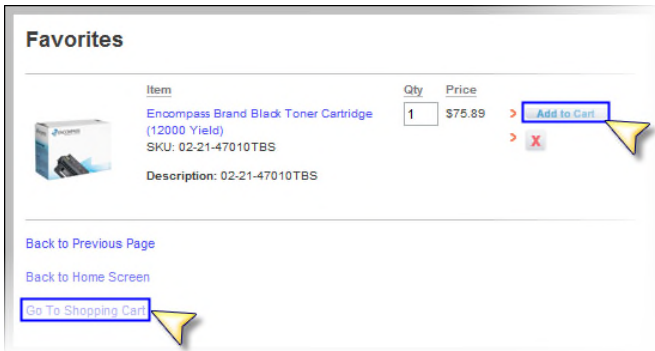 Favorites
Item Qty Price
Encompass Brand Black Toner Cartridge 1 $75.89 Add to Cart
(12000 Yield) X
SKU: 02-21-47010TBS
Description: 02-21-47010TBS
Back to Previous Page
Back to Home Screen
Go To Shopping Cart